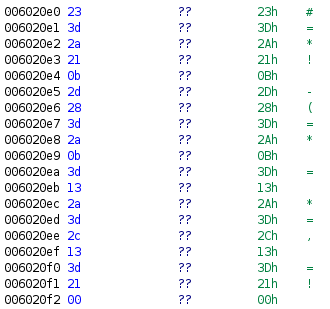 006020e0 23 ?? 23h #
006020e1 3d ?? 3Dh =
006020e2 2a ?? 2Ah *
006020e3 21 ?? 21h !
006020e4 0b ?? 0Bh
006020e5 2d ?? 2Dh -
006020e6 28 ?? 28h (
006020e7 3d ?? 3Dh =
006020e8 2a ?? 2Ah *
006020e9 0b ?? 0Bh
006020ea 3d ?? 3Dh =
006020eb 13 ?? 13h
006020ec 2a ?? 2Ah *
006020ed 3d ?? 3Dh =
006020ee 2c ?? 2Ch ,
006020ef 13 ?? 13h
006020f0 3d ?? 3Dh =
006020f1 21 ?? 21h !
006020f2 00 ?? 00h